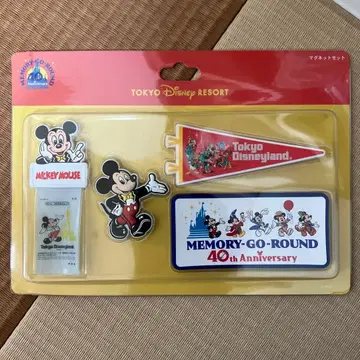 MEMORY-GO-ROUND
マグネットセット
TOKYO Disney RESORT
MICKEY MOUSE
Tokyo Disneyland
Tokyo
Disneyland
MEMORY-GO-ROUND
40th Anniversary